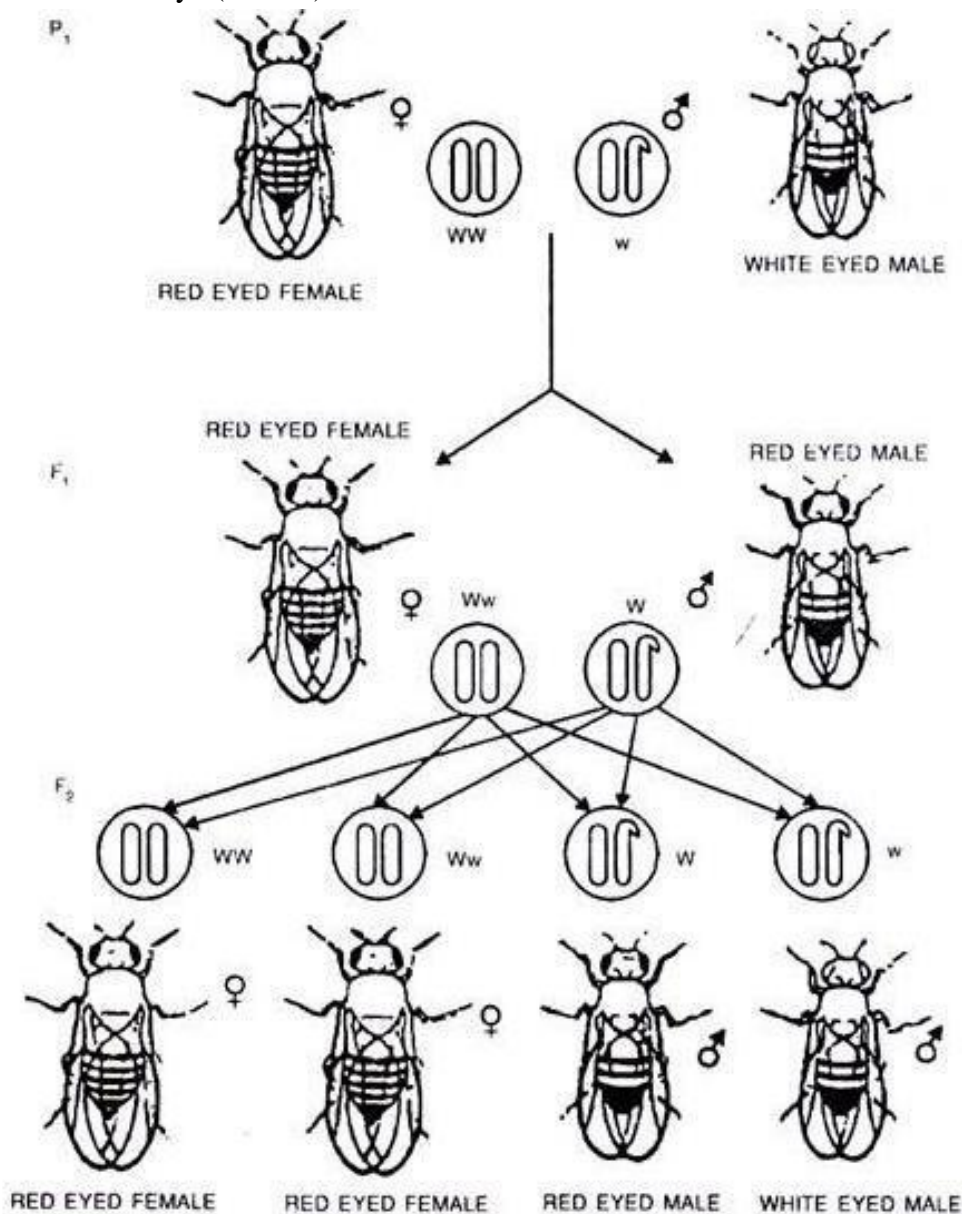 P₁
♀
♂
WW
w
WHITE EYED MALE
RED EYED FEMALE
RED EYED FEMALE
RED EYED MALE
F₁
♀
Ww
W
♂
F₂
WW
Ww
W
w
♀
♀
♂
♂
RED EYED FEMALE
RED EYED FEMALE
RED EYED MALE
WHITE EYED MALE